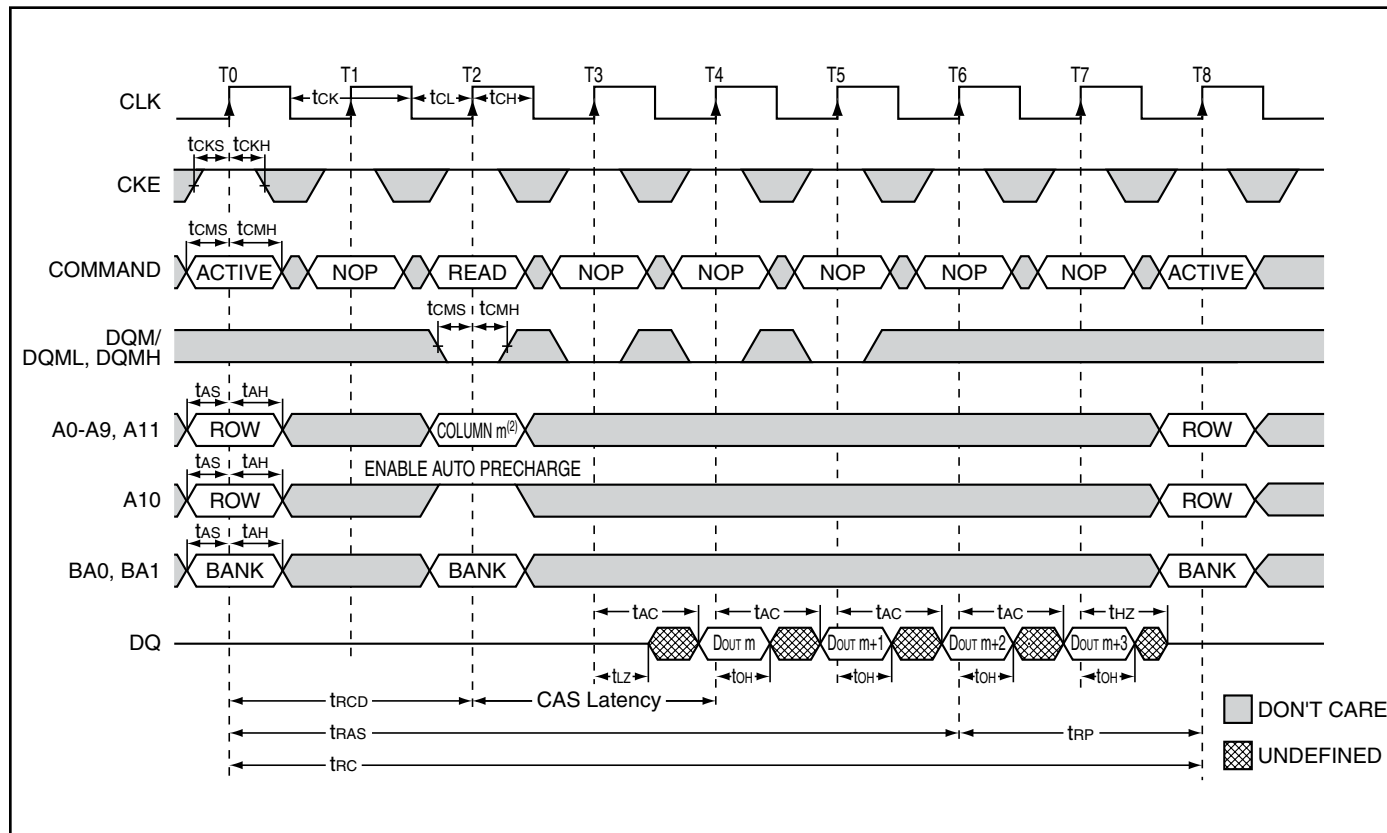 T0 T1 T2 T3 T4 T5 T6 T7 T8
CLK tCK tCL tCH
tCKS tCKH
CKE
tCMS tCMH
COMMAND ACTIVE NOP READ NOP NOP NOP NOP NOP ACTIVE
tCMS tCMH
DQM/
DQML, DQMH
tAS tAH
A0-A9, A11 ROW COLUMN m(2) ROW
tAS tAH ENABLE AUTO PRECHARGE
A10 ROW ROW
tAS tAH
BA0, BA1 BANK BANK BANK
tAC tAC tAC tAC tHZ
DQ DOUT m DOUT m+1 DOUT m+2 DOUT m+3
tLZ tOH tOH tOH tOH
tRCD CAS Latency
DON'T CARE
tRAS tRP
UNDEFINED
tRC